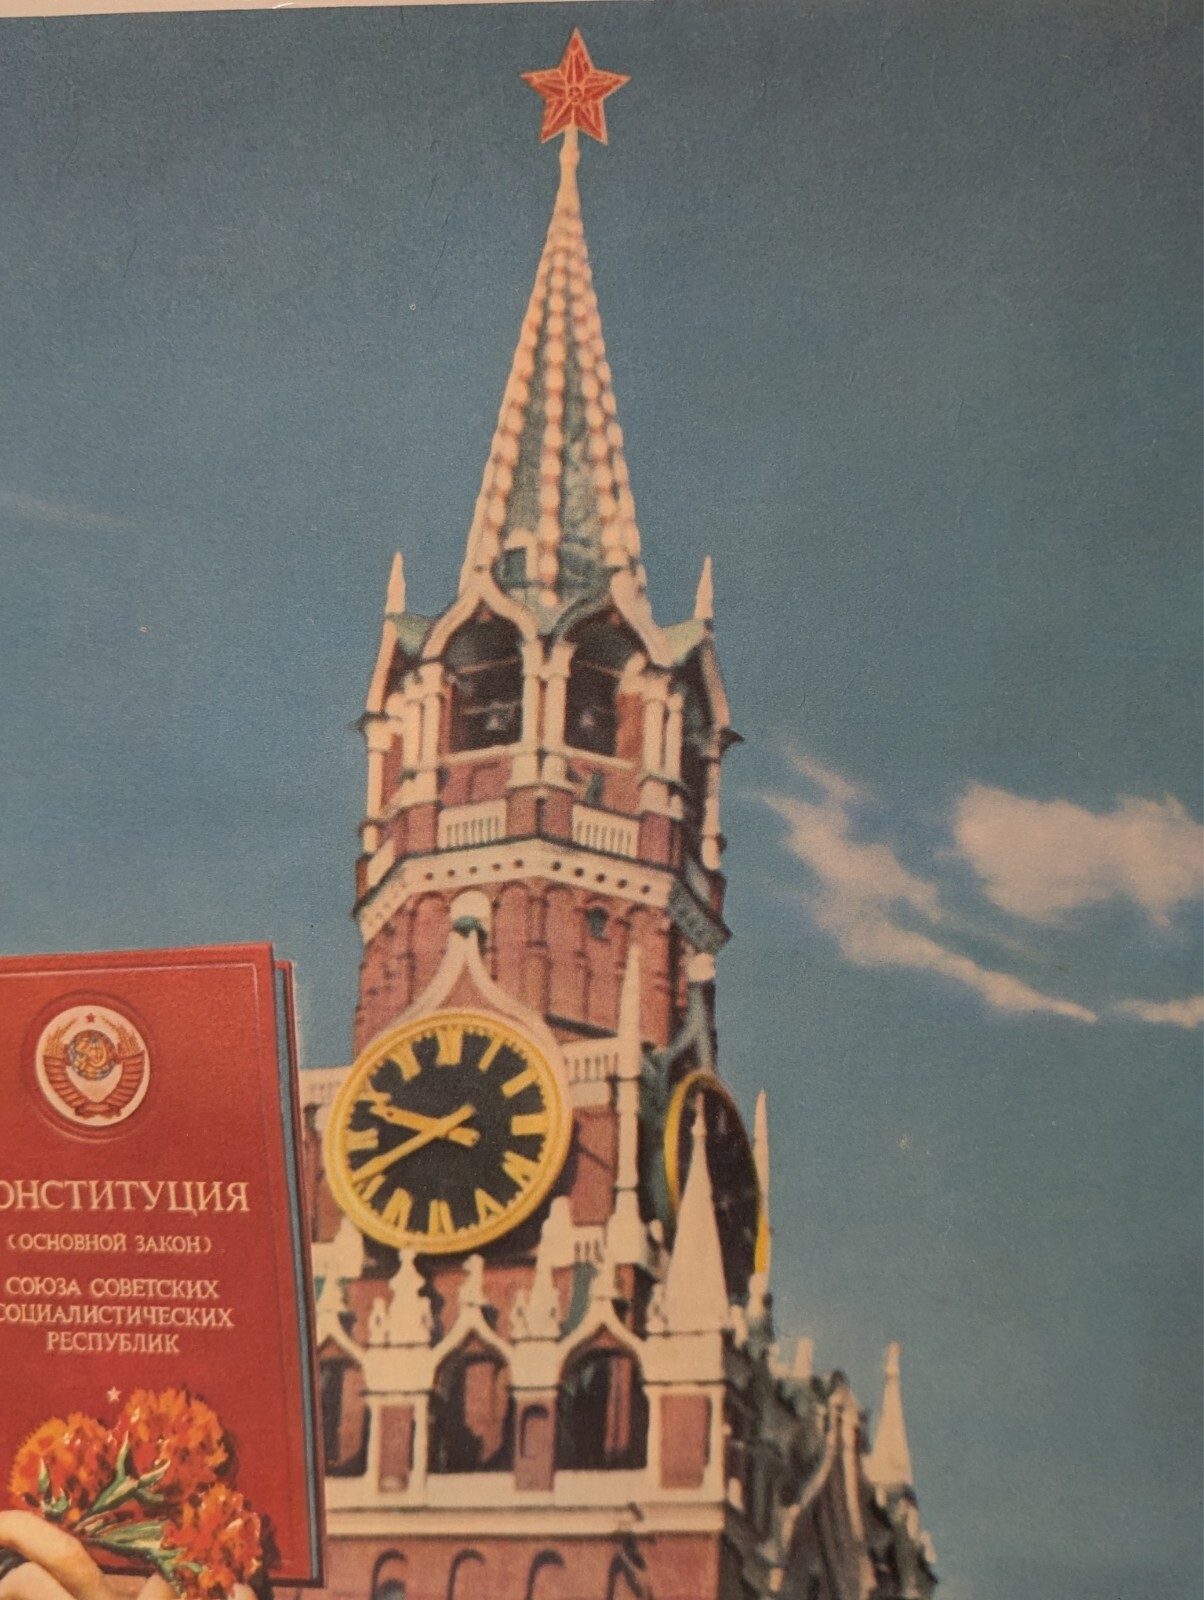 ОНСТИТУЦИЯ
(ОСНОВНОЙ ЗАКОН)
СОЮЗА СОВЕТСКИХ
СОЦИАЛИСТИЧЕСКИХ
РЕСПУБЛИК